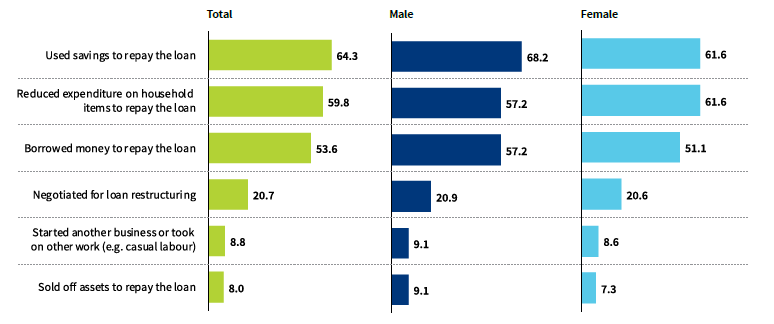 Total Male Female
Used savings to repay the loan 64.3 68.2 61.6
Reduced expenditure on household
items to repay the loan 59.8 57.2 61.6
Borrowed money to repay the loan 53.6 57.2 51.1
Negotiated for loan restructuring 20.7 20.9 20.6
Started another business or took
on other work (e.g. casual labour) 8.8 9.1 8.6
Sold off assets to repay the loan 8.0 9.1 7.3